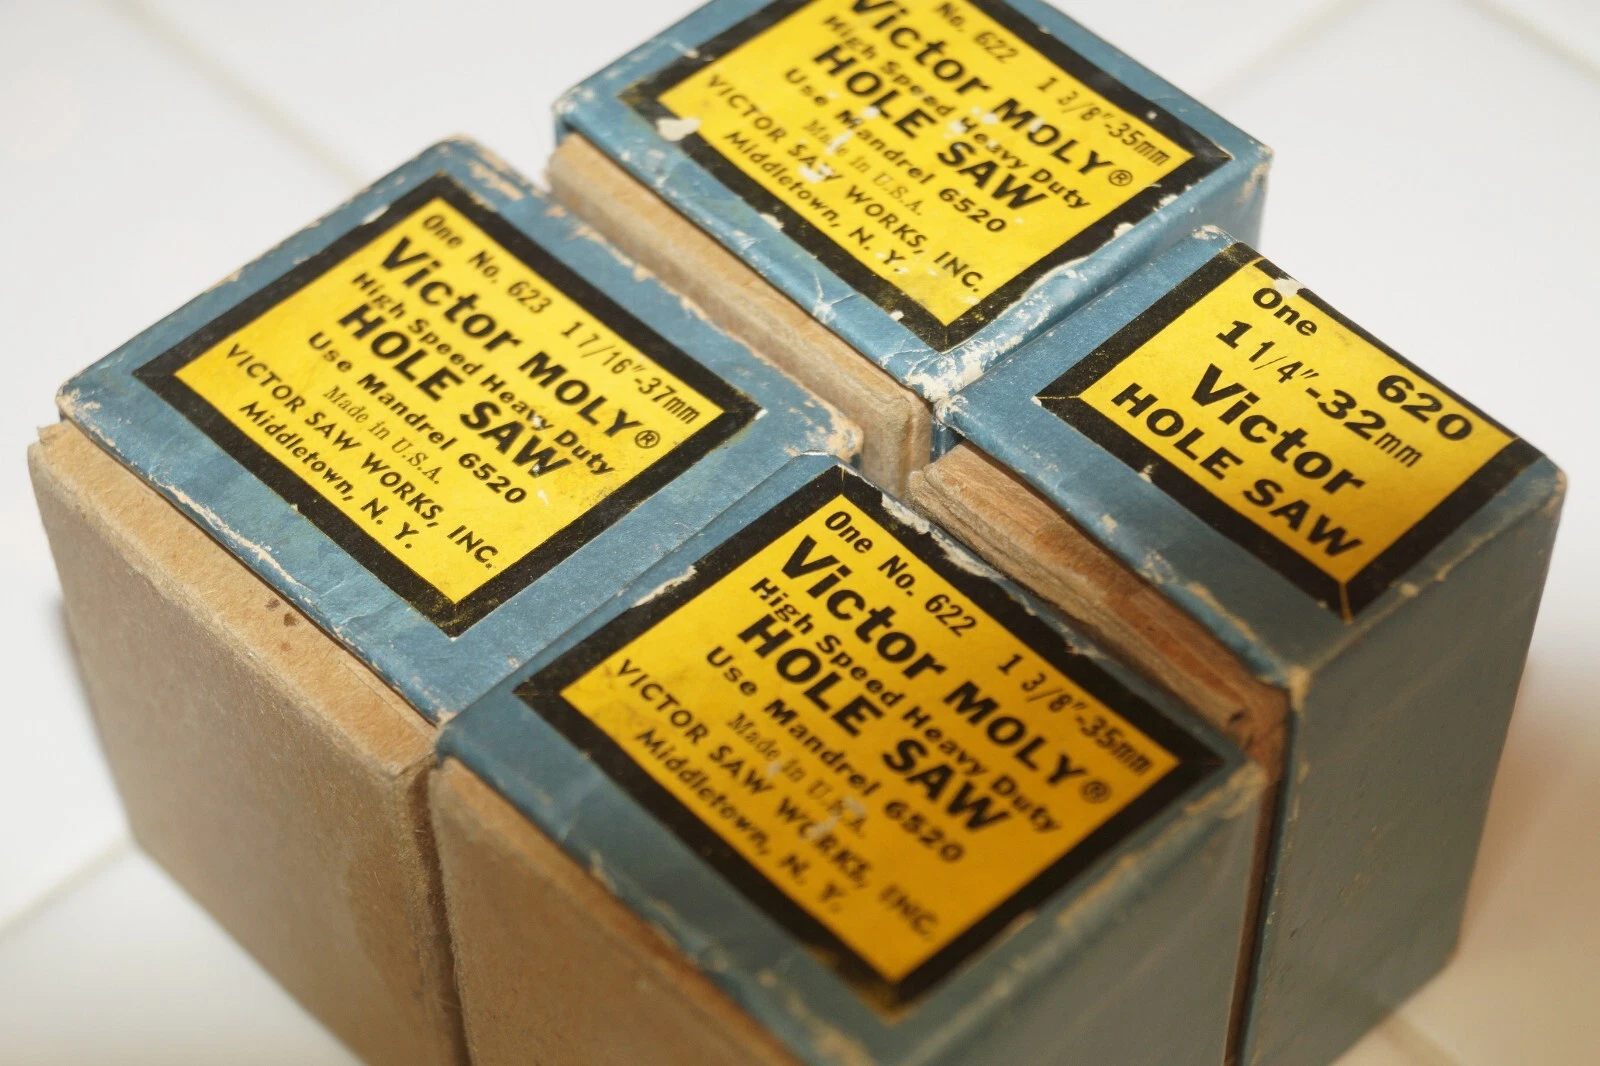 No. 622 1 3/8"-35mm
Victor MOLY®
High Speed Heavy Duty
HOLE SAW
Use Mandrel 6520
Made in U.S.A.
VICTOR SAW WORKS, INC.
Middletown, N. Y.
One No. 623 1 7/16"-37mm
Victor MOLY®
High Speed Heavy Duty
HOLE SAW
Use Mandrel 6520
Made in U.S.A.
VICTOR SAW WORKS, INC.
Middletown, N. Y.
One 620
1 1/4"-32mm
Victor
HOLE SAW
One No. 622 1 3/8"-35mm
Victor MOLY®
High Speed Heavy Duty
HOLE SAW
Use Mandrel 6520
Made in U.S.A.
VICTOR SAW WORKS, INC.
Middletown, N. Y.